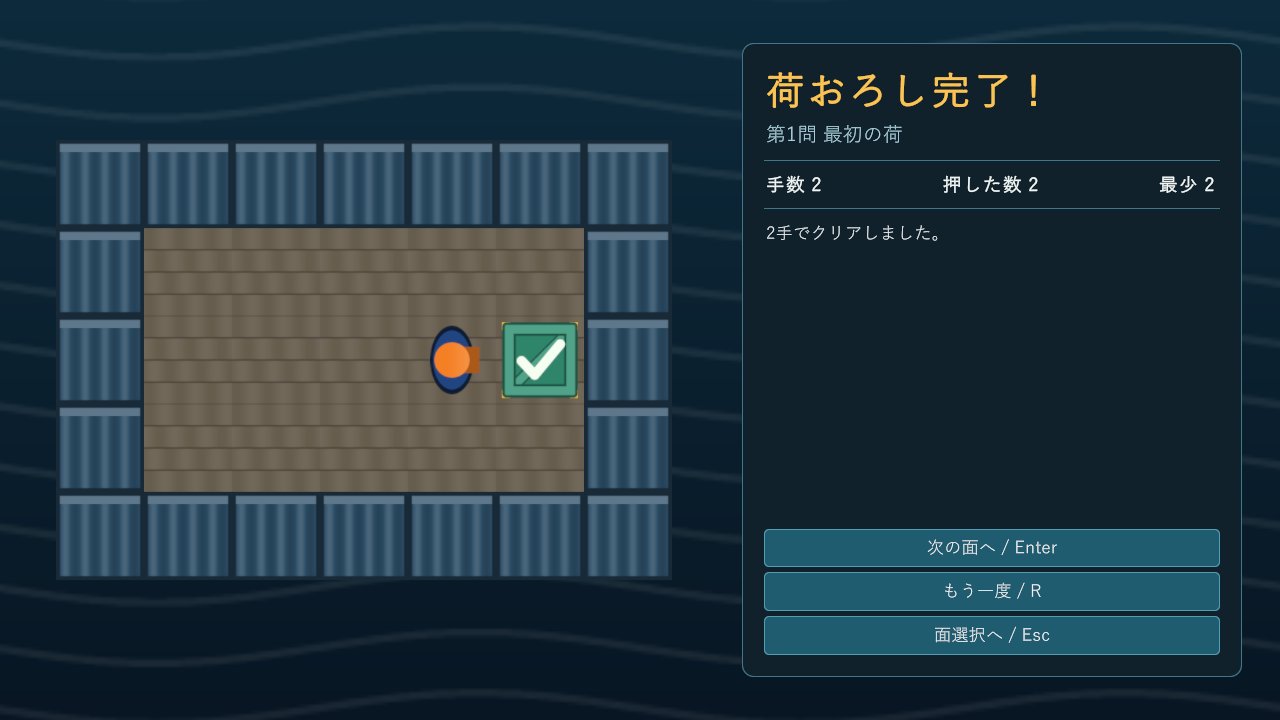 荷おろし完了！
第1問 最初の荷
手数 2 押した数 2 最少 2
2手でクリアしました。
次の面へ / Enter
もう一度 / R
面選択へ / Esc